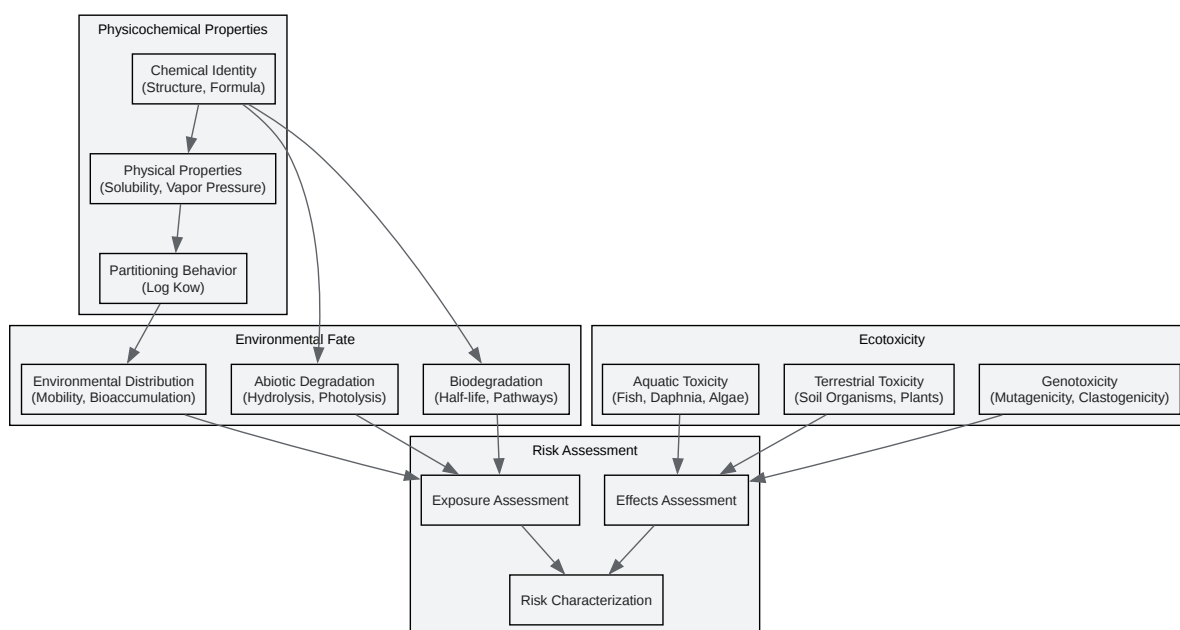 Physicochemical Properties
Chemical Identity
(Structure, Formula)
Physical Properties
(Solubility, Vapor Pressure)
Partitioning Behavior
(Log Kow)
Environmental Fate
Environmental Distribution
(Mobility, Bioaccumulation)
Abiotic Degradation
(Hydrolysis, Photolysis)
Biodegradation
(Half-life, Pathways)
Ecotoxicity
Aquatic Toxicity
(Fish, Daphnia, Algae)
Terrestrial Toxicity
(Soil Organisms, Plants)
Genotoxicity
(Mutagenicity, Clastogenicity)
Risk Assessment
Exposure Assessment
Effects Assessment
Risk Characterization